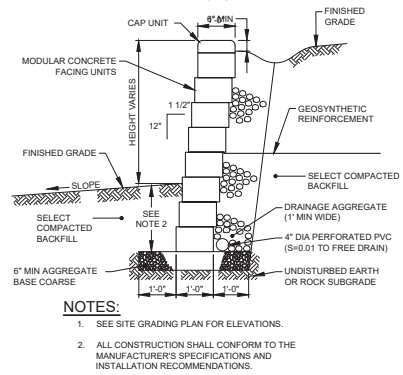 6" MIN
FINISHED
GRADE
CAP UNIT
MODULAR CONCRETE
FACING UNITS
HEIGHT VARIES
1 1/2"
12"
GEOSYNTHETIC
REINFORCEMENT
FINISHED GRADE
SLOPE
SELECT COMPACTED
BACKFILL
SELECT
COMPACTED
BACKFILL
SEE
NOTE 2
DRAINAGE AGGREGATE
(1' MIN WIDE)
4" DIA PERFORATED PVC
(S=0.01 TO FREE DRAIN)
6" MIN AGGREGATE
BASE COARSE
UNDISTURBED EARTH
OR ROCK SUBGRADE
1'-0"
1'-0"
1'-0"
NOTES:
1. SEE SITE GRADING PLAN FOR ELEVATIONS.
2. ALL CONSTRUCTION SHALL CONFORM TO THE
MANUFACTURER'S SPECIFICATIONS AND
INSTALLATION RECOMMENDATIONS.